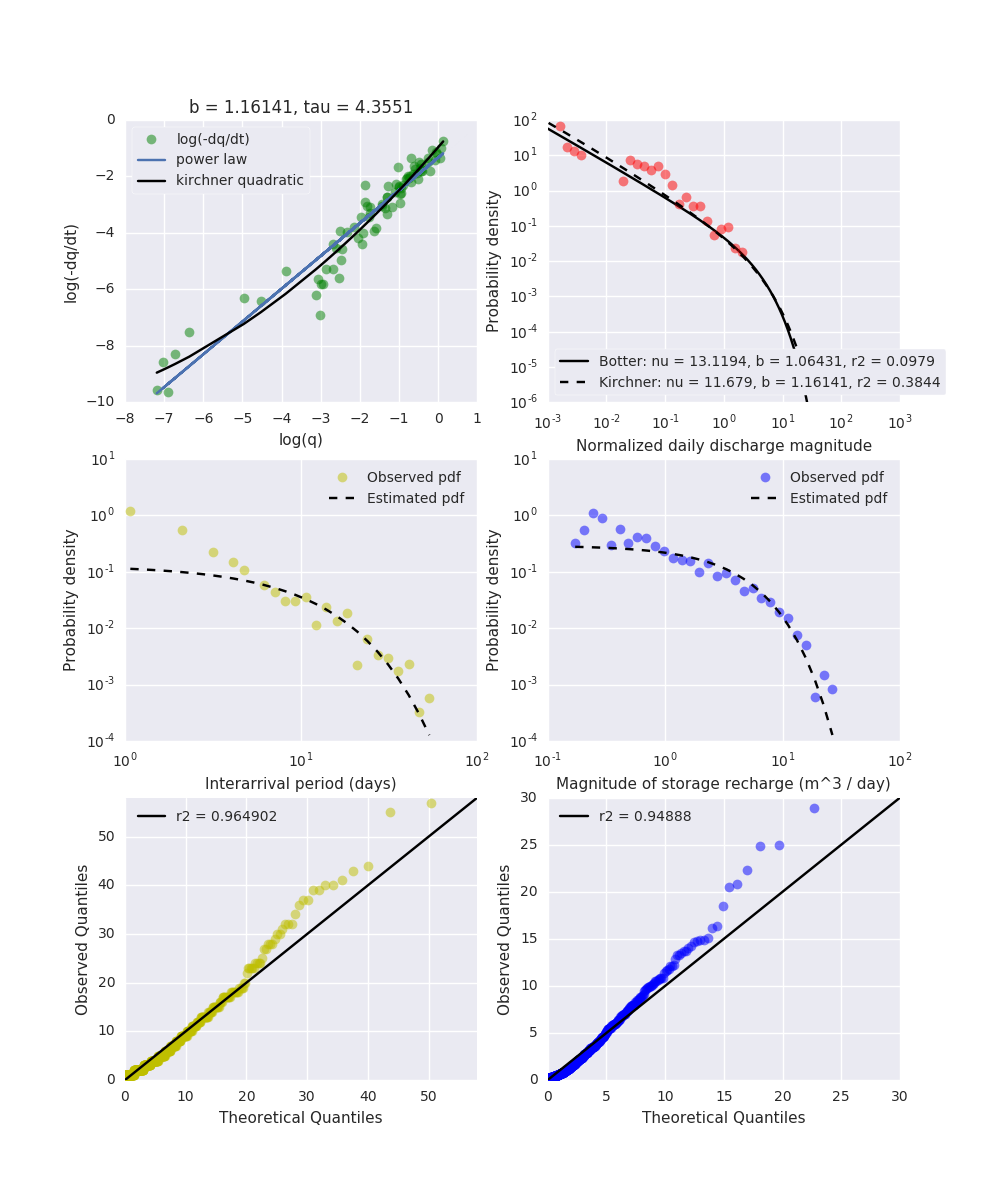 b = 1.16141, tau = 4.3551
log(-dq/dt)
power law
kirchner quadratic
0
−2
−4
−6
−8
−10
log(-dq/dt)
−8 −7 −6 −5 −4 −3 −2 −1 0 1
log(q)
10^2
10^1
10^0
10^-1
10^-2
10^-3
10^-4
10^-5
10^-6
Probability density
Botter: nu = 13.1194, b = 1.06431, r2 = 0.0979
Kirchner: nu = 11.679, b = 1.16141, r2 = 0.3844
10^-3 10^-2 10^-1 10^0 10^1 10^2 10^3
Normalized daily discharge magnitude
10^1
10^0
10^-1
10^-2
10^-3
10^-4
Probability density
Observed pdf
Estimated pdf
10^0 10^1 10^2
Interarrival period (days)
10^1
10^0
10^-1
10^-2
10^-3
10^-4
Probability density
Observed pdf
Estimated pdf
10^-1 10^0 10^1 10^2
Magnitude of storage recharge (m^3 / day)
r2 = 0.964902
50
40
30
20
10
0
Observed Quantiles
0 10 20 30 40 50
Theoretical Quantiles
r2 = 0.94888
30
25
20
15
10
5
0
Observed Quantiles
0 5 10 15 20 25 30
Theoretical Quantiles